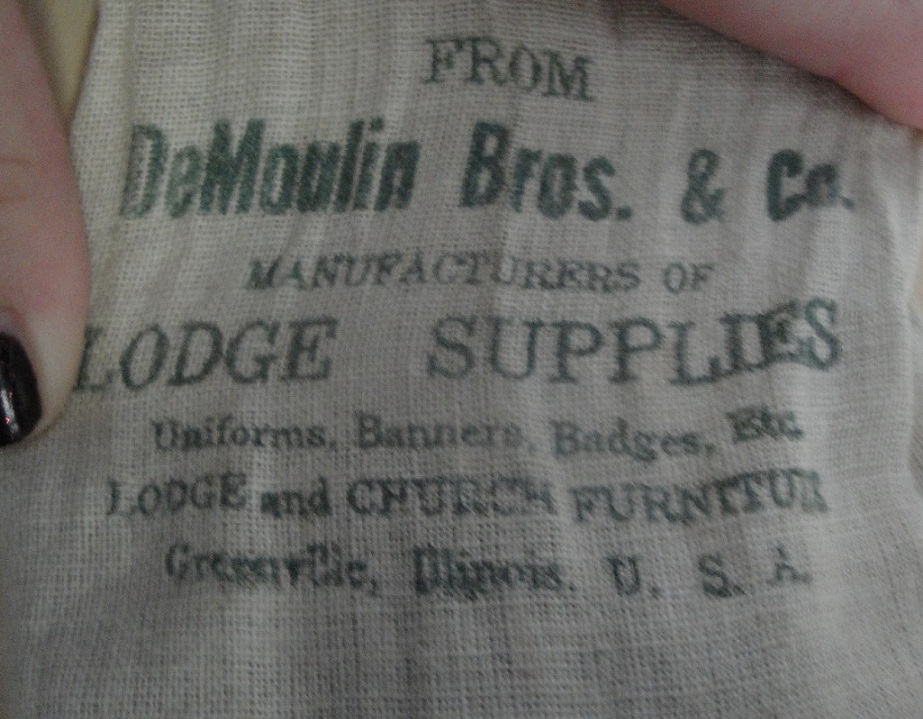 FROM
DeMoulin Bros. & Co.
MANUFACTURERS OF
LODGE SUPPLIES
Uniforms, Banners, Badges, Etc.
LODGE and CHURCH FURNITUR
Greenville, Illinois. U. S. A.